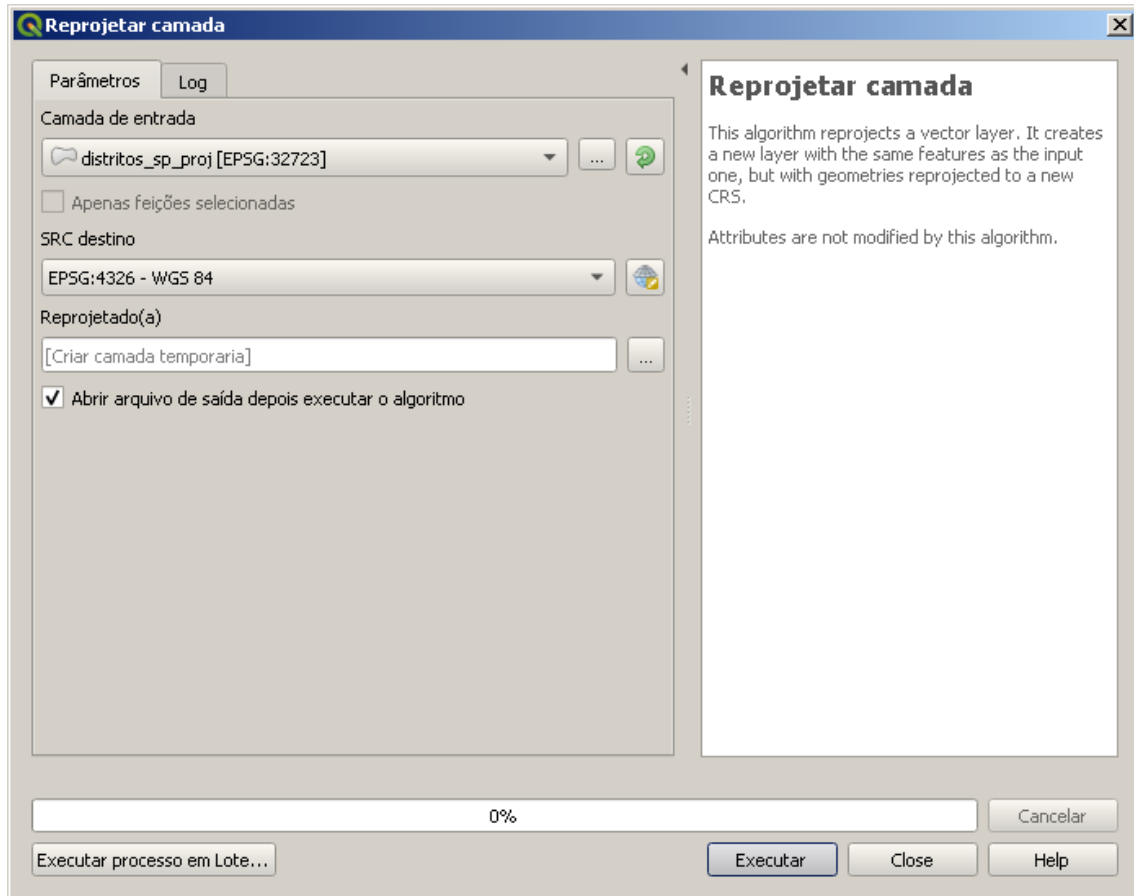 Reprojetar camada
Parâmetros
Log
Camada de entrada
distritos_sp_proj [EPSG:32723]
...
Apenas feições selecionadas
SRC destino
EPSG:4326 - WGS 84
Reprojetado(a)
[Criar camada temporaria]
...
Abrir arquivo de saída depois executar o algoritmo
Reprojetar camada
This algorithm reprojects a vector layer. It creates
a new layer with the same features as the input
one, but with geometries reprojected to a new
CRS.
Attributes are not modified by this algorithm.
0%
Cancelar
Executar processo em Lote...
Executar
Close
Help